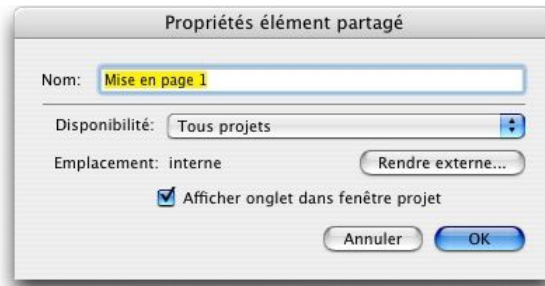 Propriétés élément partagé
Nom: Mise en page 1
Disponibilité: Tous projets
Emplacement: interne Rendre externe...
Afficher onglet dans fenêtre projet
Annuler OK